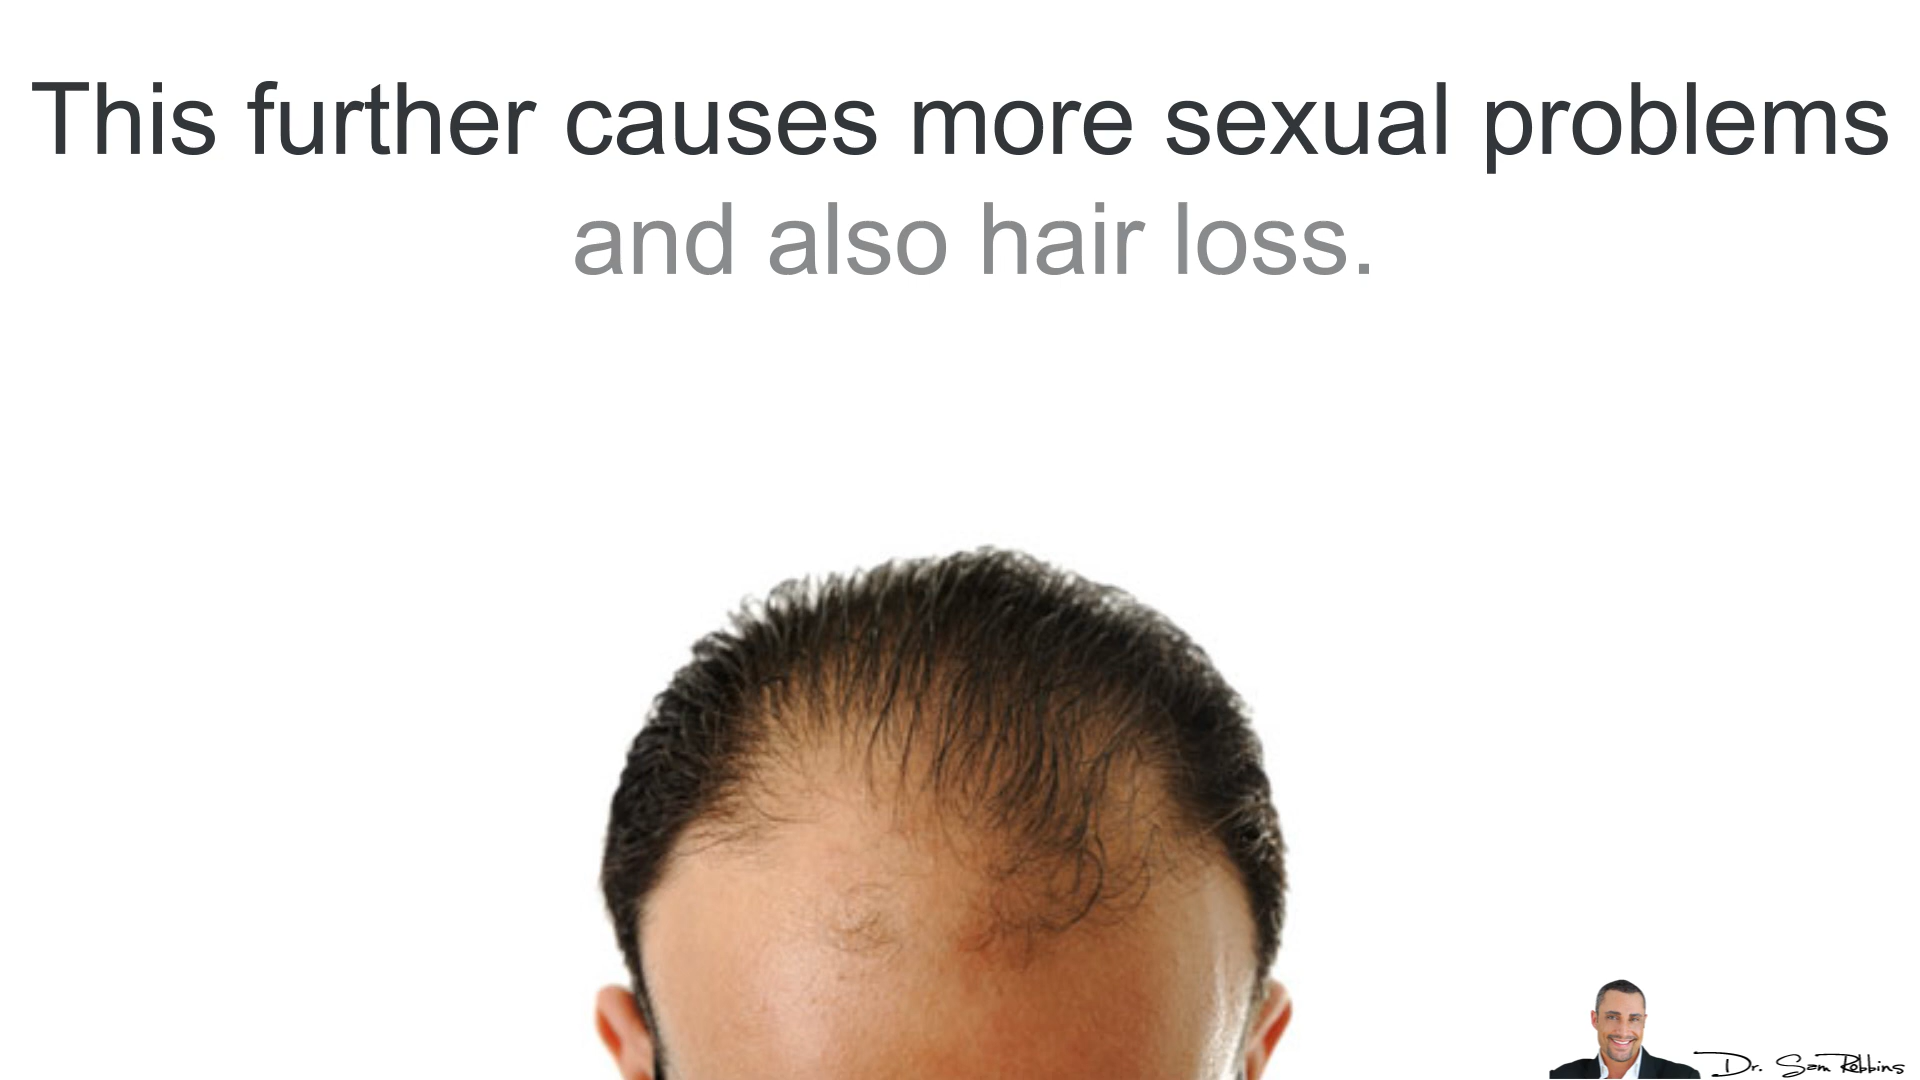 This further causes more sexual problems
and also hair loss.
Dr. Sam Robbins